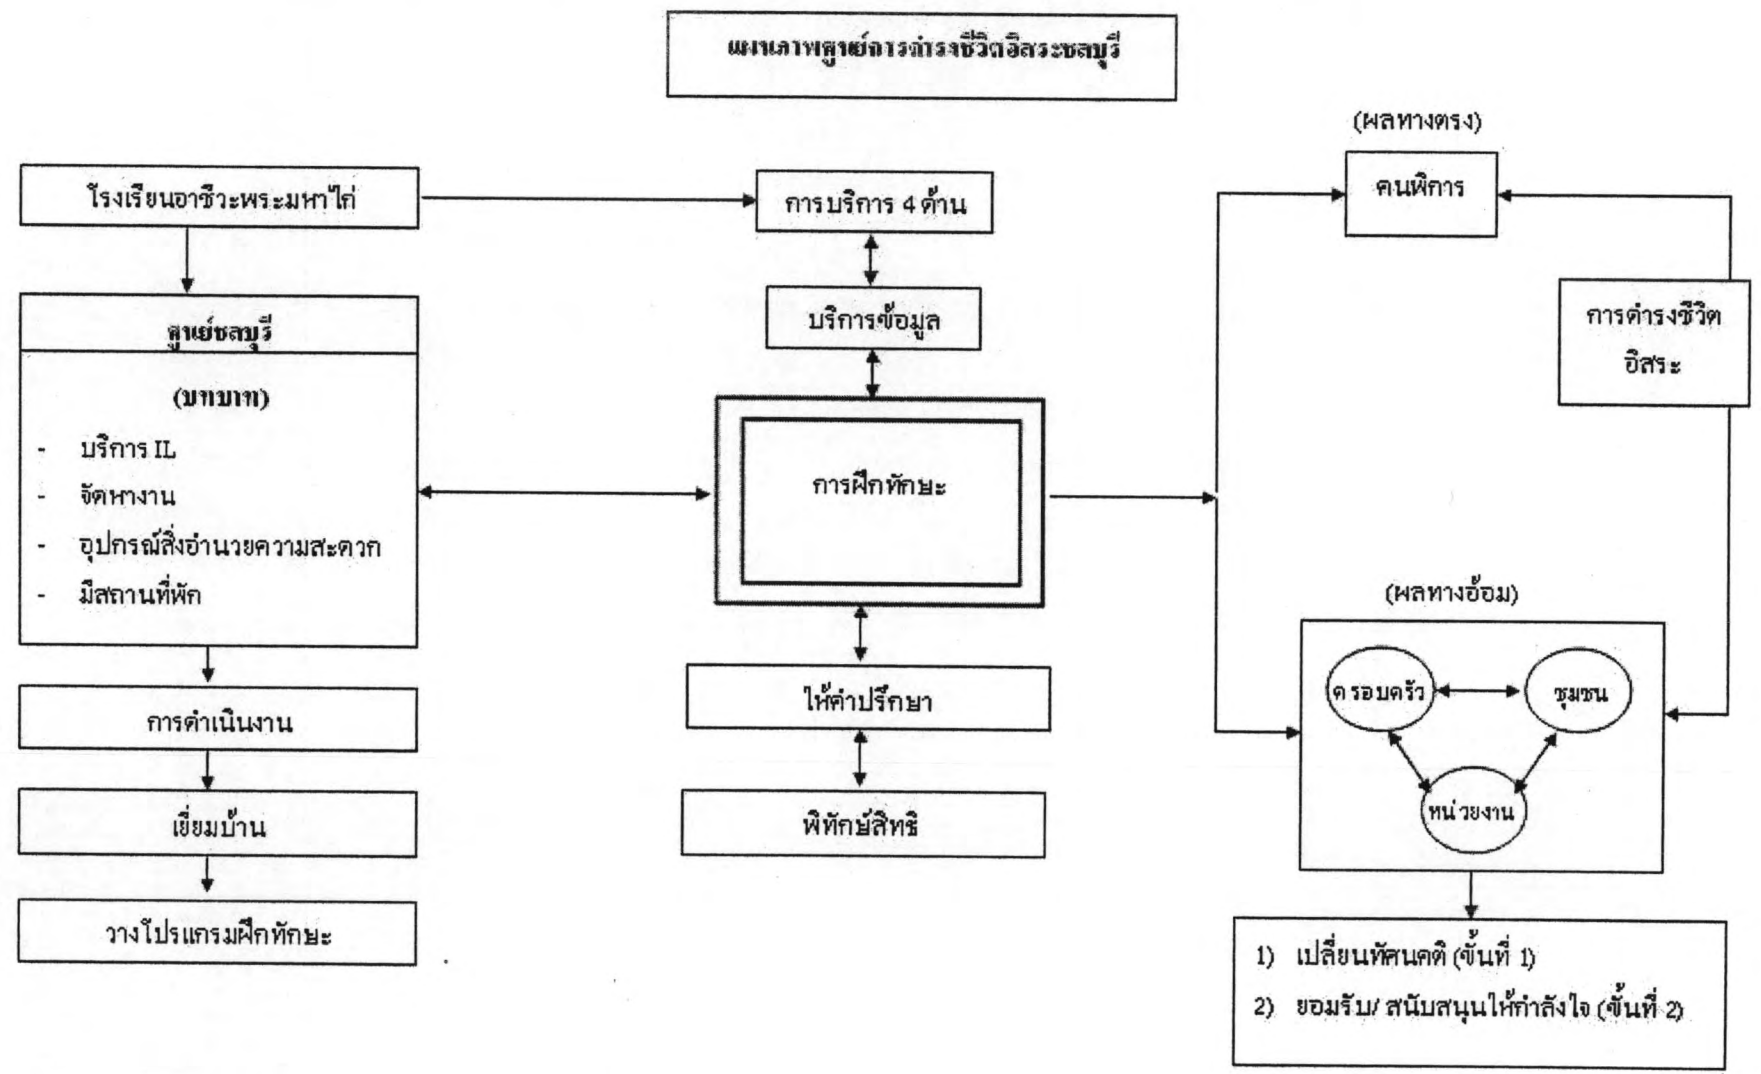 แผนภาพศูนย์การดำรงชีวิตอิสระชลบุรี
(ผลทางตรง)
โรงเรียนอาชีวะพระมหาไถ่
การบริการ 4 ด้าน
คนพิการ
ศูนย์ชลบุรี
บริการข้อมูล
การดำรงชีวิต
อิสระ
(บทบาท)
- บริการ IL
- จัดหางาน
- อุปกรณ์สิ่งอำนวยความสะดวก
- มีสถานที่พัก
การฝึกทักษะ
(ผลทางอ้อม)
ครอบครัว
ชุมชน
หน่วยงาน
การดำเนินงาน
ให้คำปรึกษา
เยี่ยมบ้าน
พิทักษ์สิทธิ
วางโปรแกรมฝึกทักษะ
1) เปลี่ยนทัศนคติ (ขั้นที่ 1)
2) ยอมรับ/ สนับสนุนให้กำลังใจ (ขั้นที่ 2)